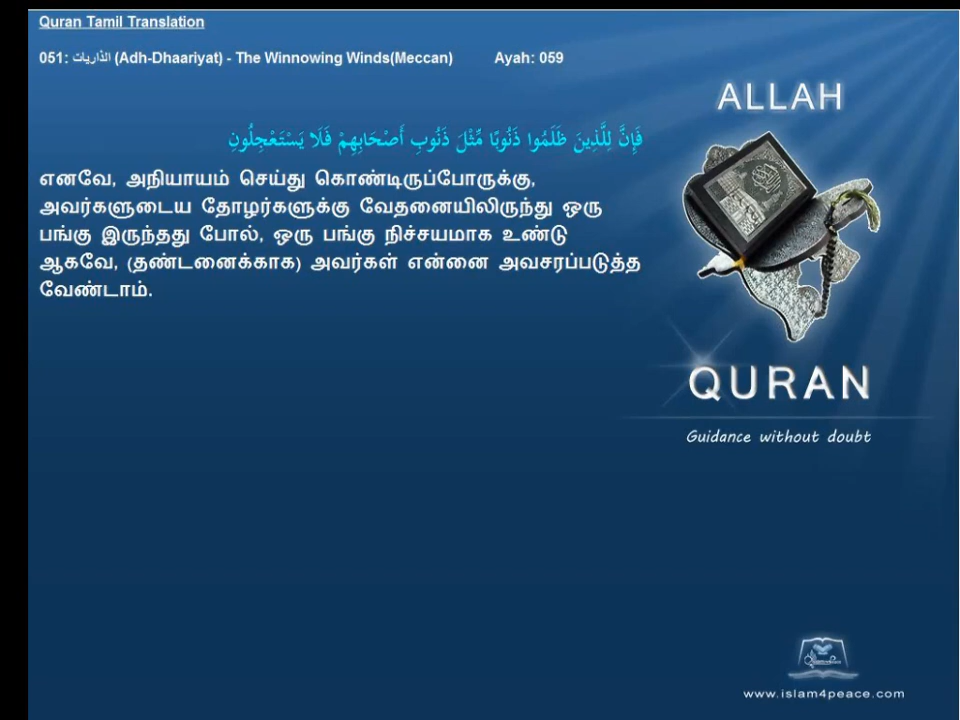 Quran Tamil Translation
051: الذاريات (Adh-Dhaariyat) - The Winnowing Winds(Meccan) Ayah: 059
ALLAH
فَإِنَّ لِلَّذِينَ ظَلَمُوا ذَنُوبًا مِّثْلَ ذَنُوبِ أَصْحَابِهِمْ فَلَا يَسْتَعْجِلُونِ
எனவே, அநியாயம் செய்து கொண்டிருப்போருக்கு,
அவர்களுடைய தோழர்களுக்கு வேதனையிலிருந்து ஒரு
பங்கு இருந்தது போல், ஒரு பங்கு நிச்சயமாக உண்டு
ஆகவே, (தண்டனைக்காக) அவர்கள் என்னை அவசரப்படுத்த
வேண்டாம்.
QURAN
Guidance without doubt
www.islam4peace.com